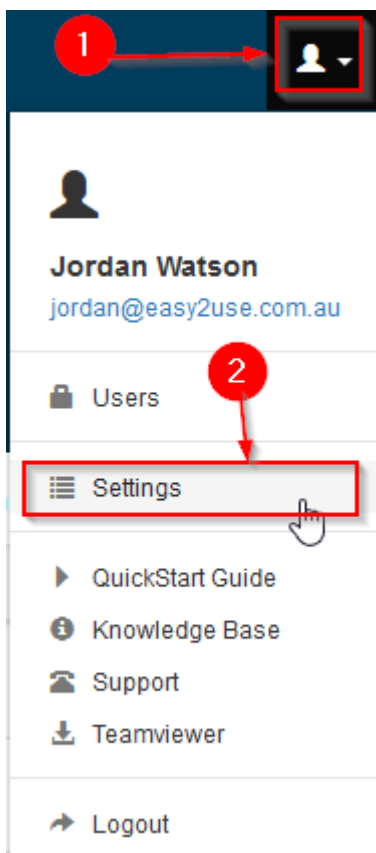 1
Jordan Watson
jordan@easy2use.com.au
2
Users
Settings
QuickStart Guide
Knowledge Base
Support
Teamviewer
Logout